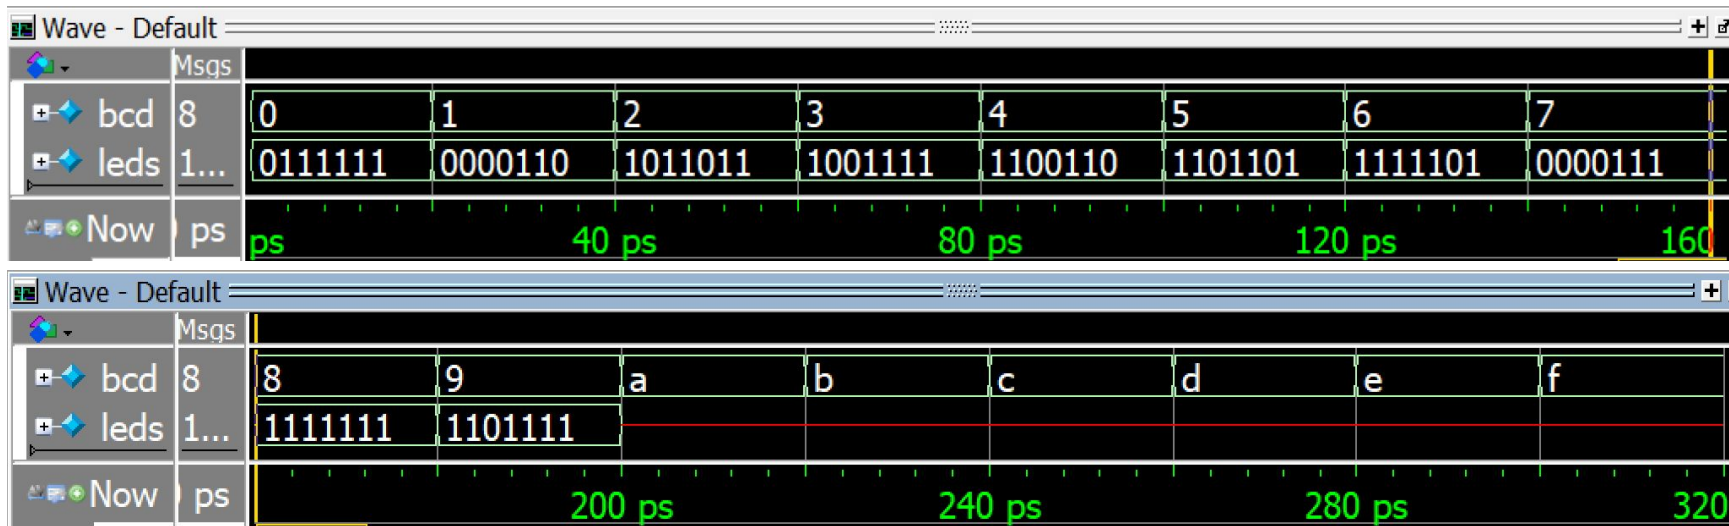 Wave - Default
Msgs
bcd 8 0 1 2 3 4 5 6 7
leds 1... 0111111 0000110 1011011 1001111 1100110 1101101 1111101 0000111
Now ps ps 40 ps 80 ps 120 ps 160
Wave - Default
Msgs
bcd 8 8 9 a b c d e f
leds 1... 1111111 1101111
Now ps 200 ps 240 ps 280 ps 320